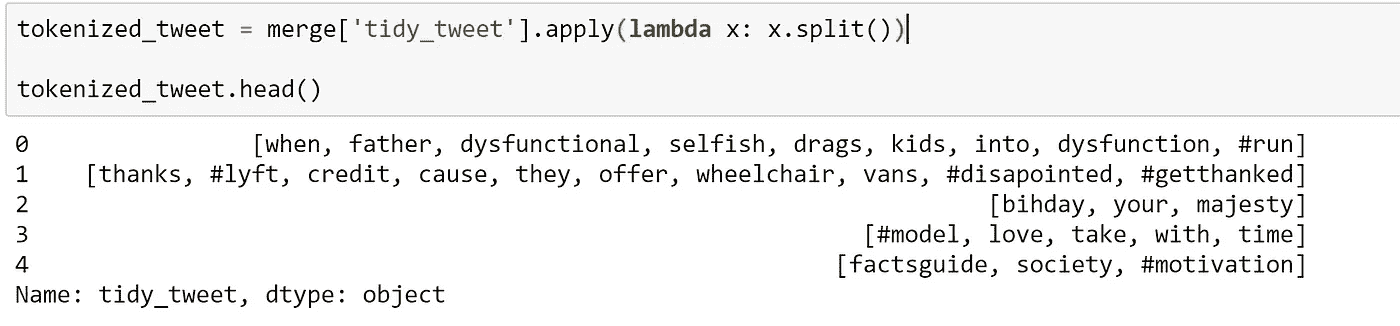 tokenized_tweet = merge['tidy_tweet'].apply(lambda x: x.split())
tokenized_tweet.head()
0 [when, father, dysfunctional, selfish, drags, kids, into, dysfunction, #run]
1 [thanks, #lyft, credit, cause, they, offer, wheelchair, vans, #disapointed, #getthanked]
2 [bihday, your, majesty]
3 [#model, love, take, with, time]
4 [factsguide, society, #motivation]
Name: tidy_tweet, dtype: object